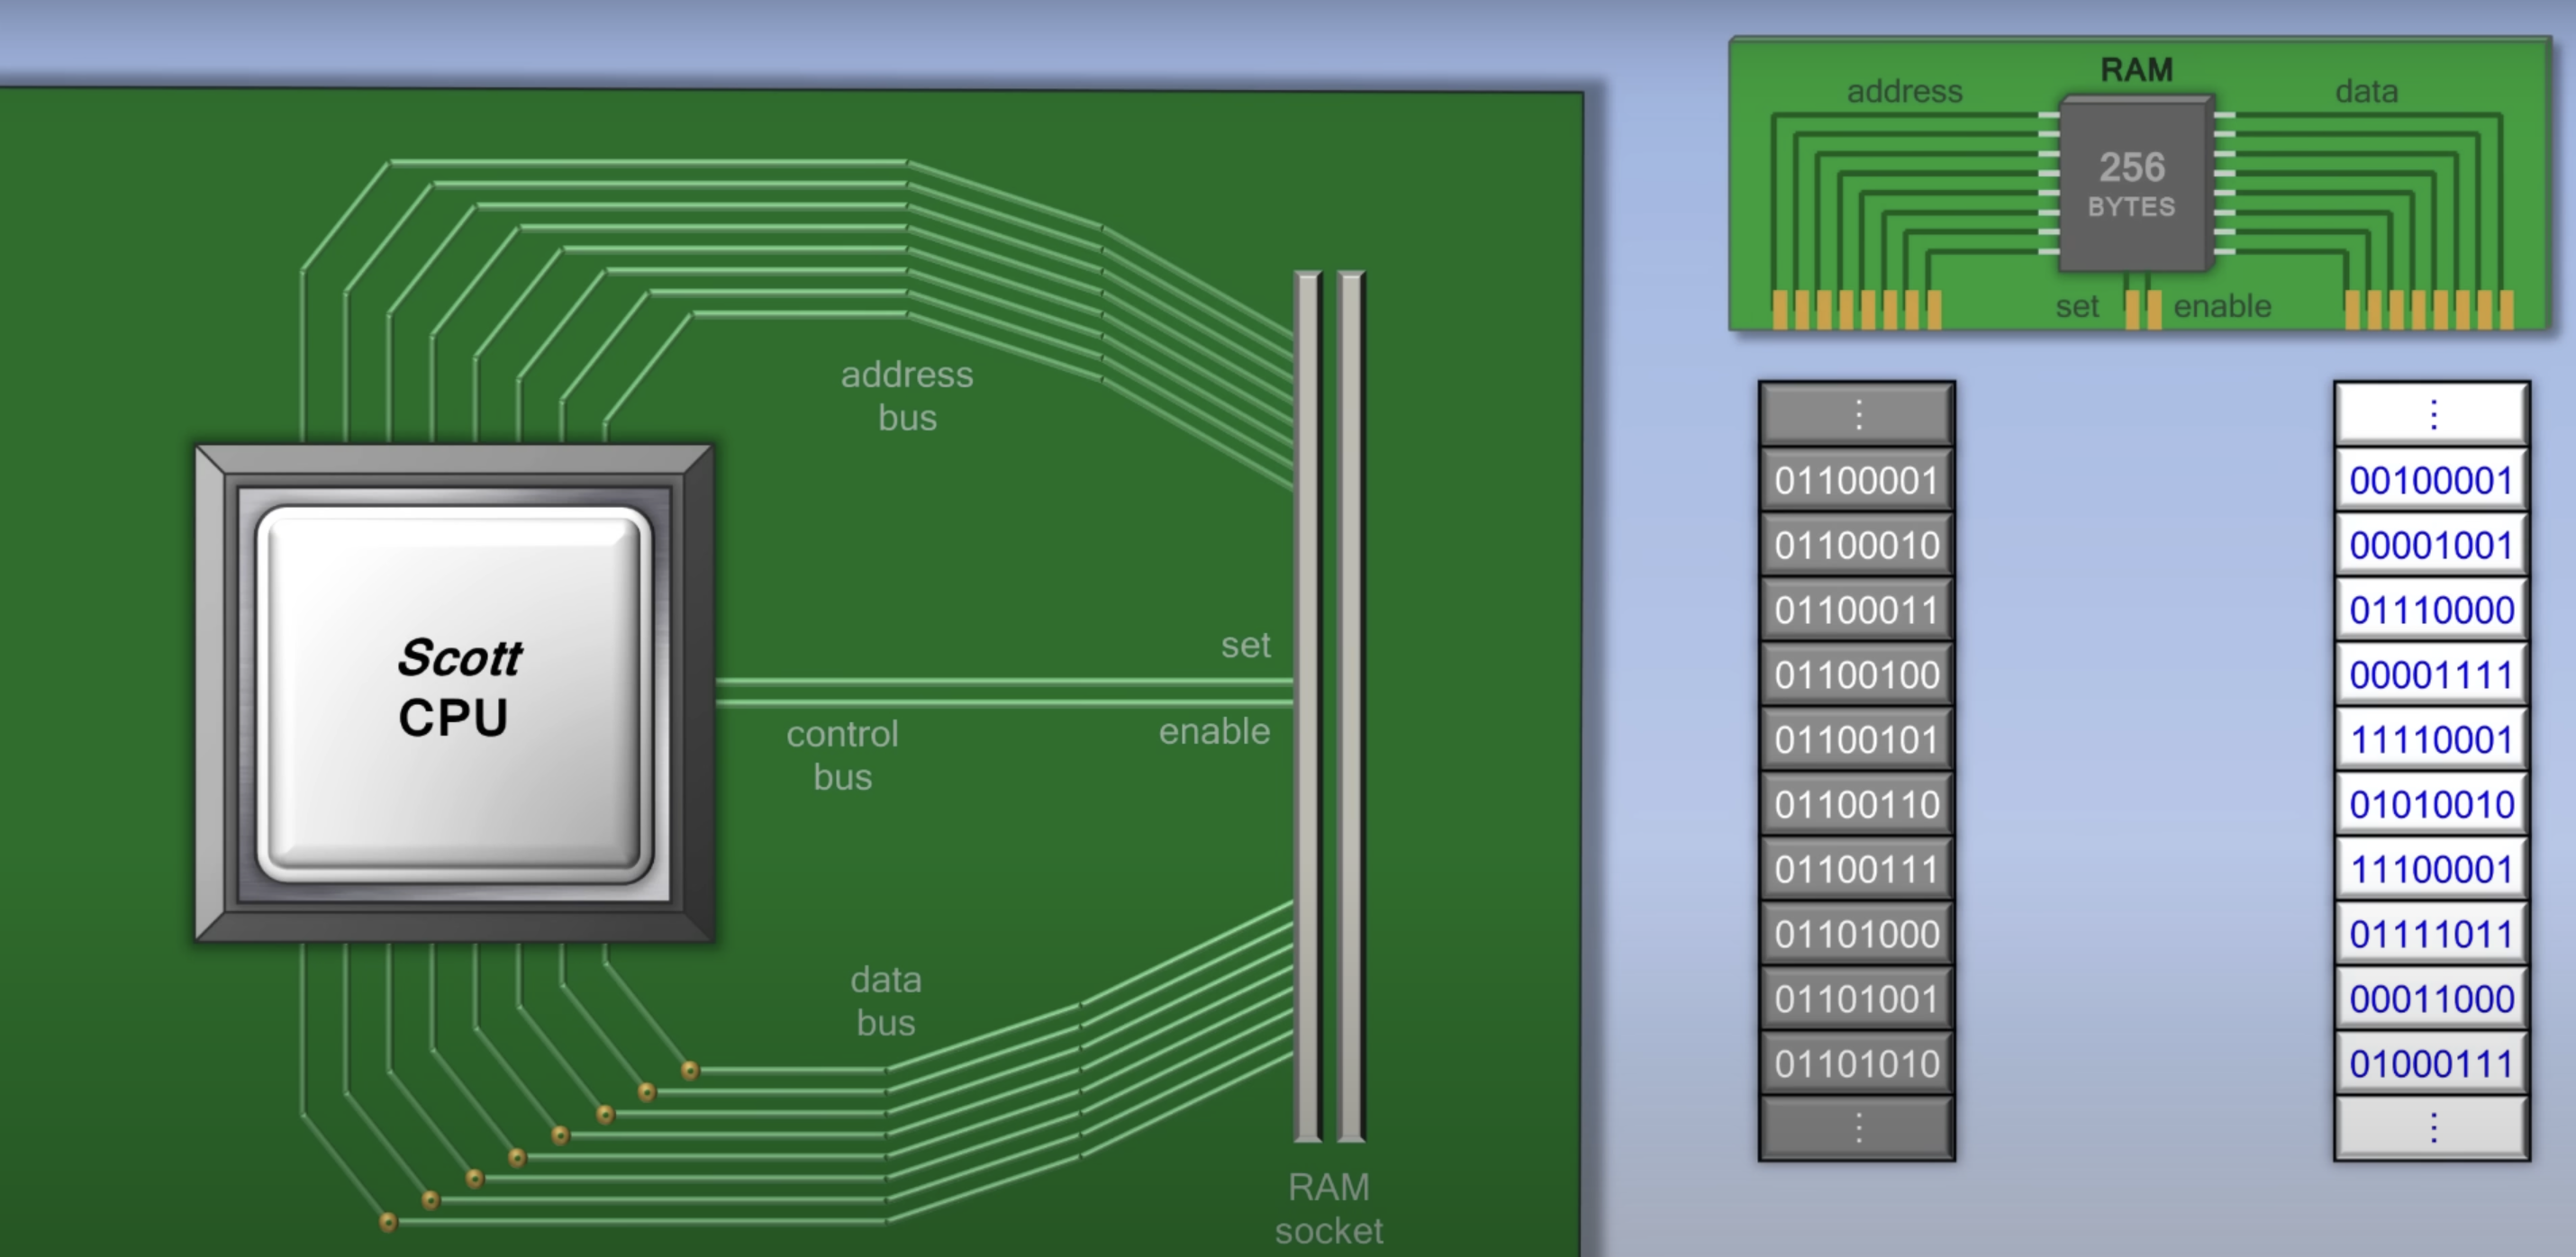 address
bus
Scott
CPU
set
control
bus
enable
data
bus
RAM
socket
RAM
address
data
256
BYTES
set
enable
⋮ ⋮
01100001 00100001
01100010 00001001
01100011 01110000
01100100 00001111
01100101 11110001
01100110 01010010
01100111 11100001
01101000 01111011
01101001 00011000
01101010 01000111
⋮ ⋮